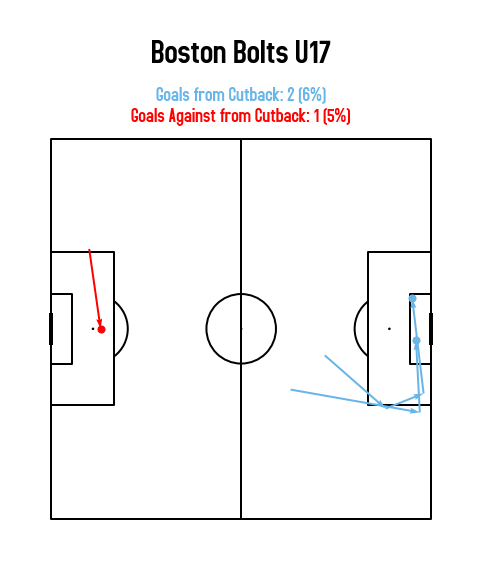 Boston Bolts U17
Goals from Cutback: 2 (6%)
Goals Against from Cutback: 1 (5%)